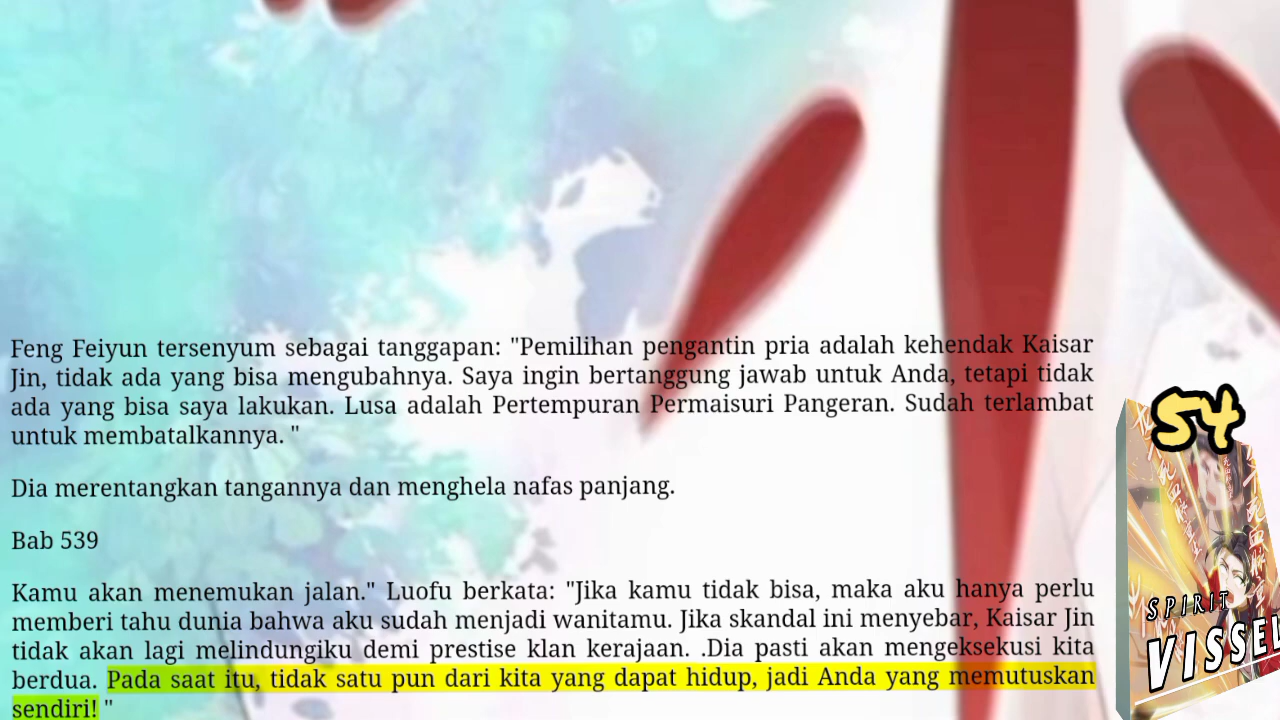 Feng Feiyun tersenyum sebagai tanggapan: "Pemilihan pengantin pria adalah kehendak Kaisar
Jin, tidak ada yang bisa mengubahnya. Saya ingin bertanggung jawab untuk Anda, tetapi tidak
ada yang bisa saya lakukan. Lusa adalah Pertempuran Permaisuri Pangeran. Sudah terlambat
untuk membatalkannya. "
Dia merentangkan tangannya dan menghela nafas panjang.
Bab 539
Kamu akan menemukan jalan." Luofu berkata: "Jika kamu tidak bisa, maka aku hanya perlu
memberi tahu dunia bahwa aku sudah menjadi wanitamu. Jika skandal ini menyebar, Kaisar Jin
tidak akan lagi melindungiku demi prestise klan kerajaan. .Dia pasti akan mengeksekusi kita
berdua. Pada saat itu, tidak satu pun dari kita yang dapat hidup, jadi Anda yang memutuskan
sendiri! "
54
SPIRIT
VISSEL